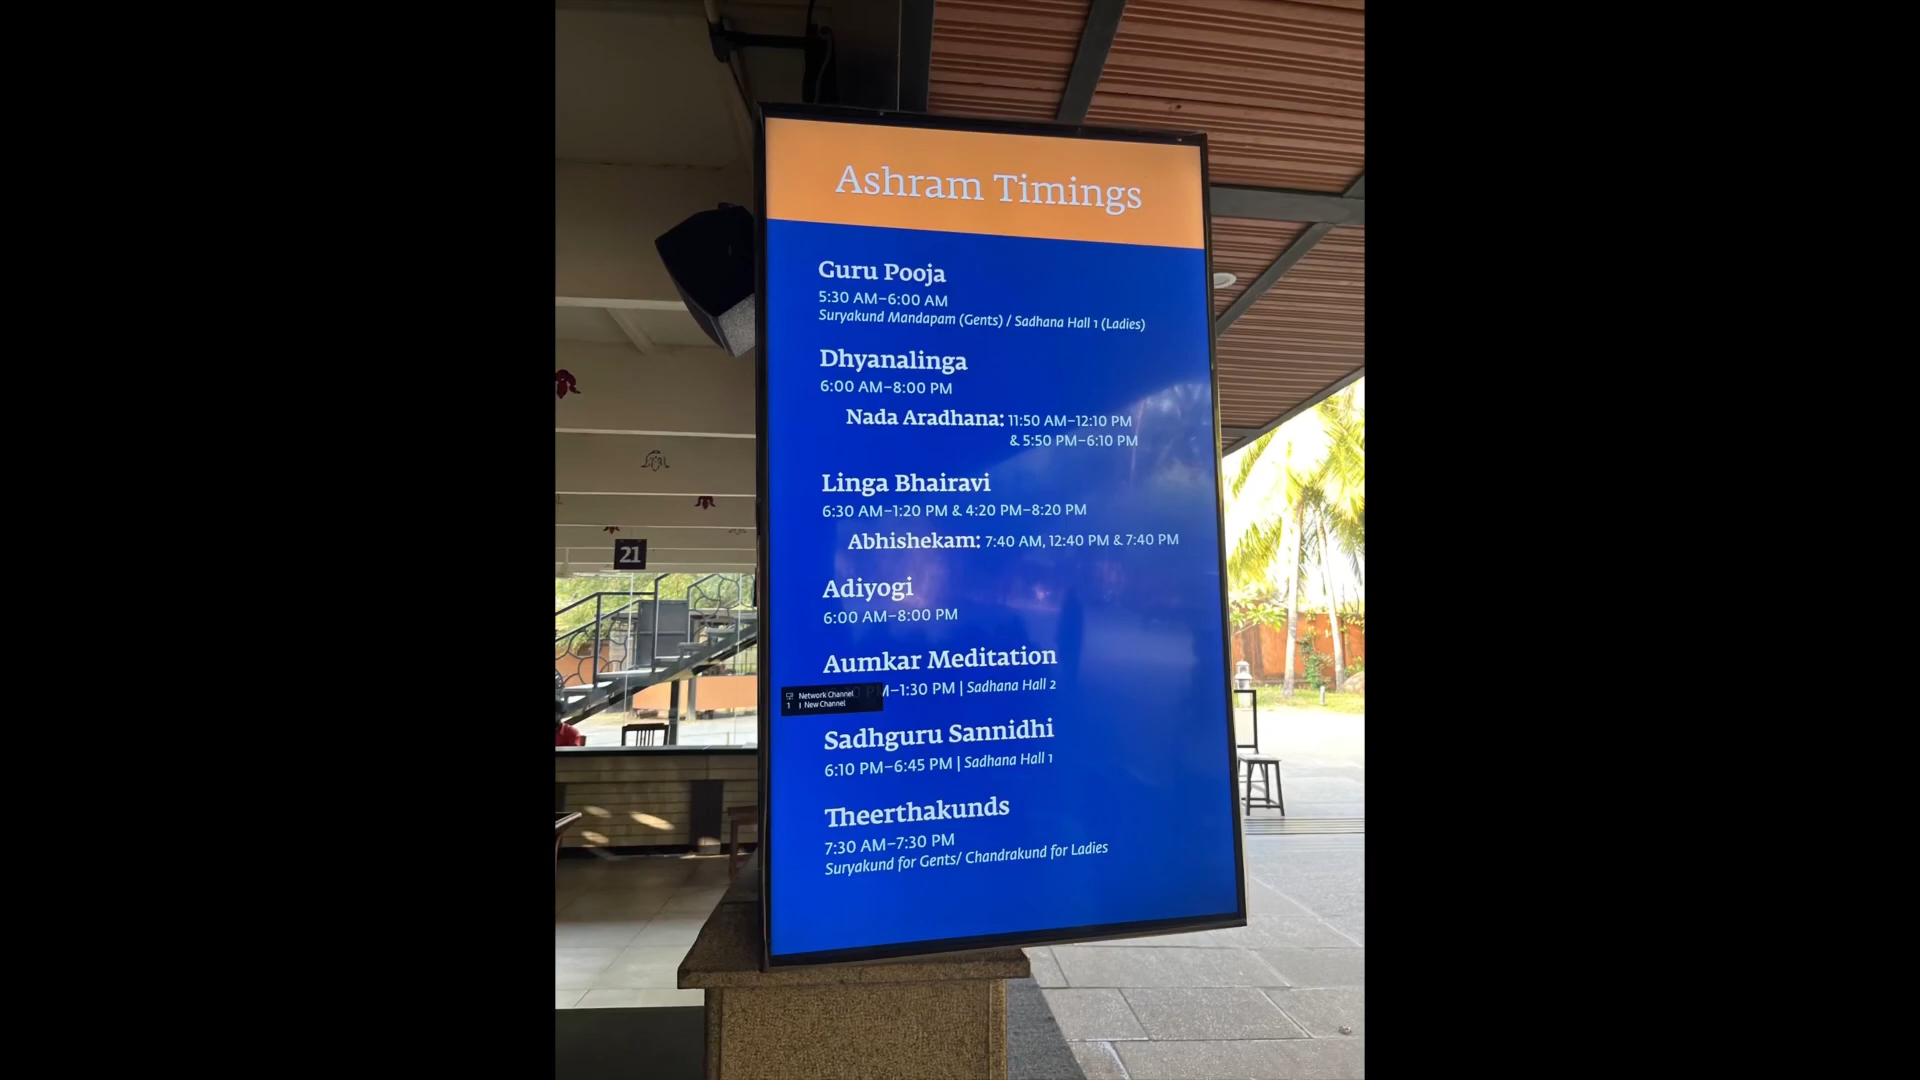 Ashram Timings
Guru Pooja
5:30 AM–6:00 AM
Suryakund Mandapam (Gents) / Sadhana Hall 1 (Ladies)
Dhyanalinga
6:00 AM–8:00 PM
Nada Aradhana: 11:50 AM–12:10 PM
& 5:50 PM–6:10 PM
Linga Bhairavi
6:30 AM–1:20 PM & 4:20 PM–8:20 PM
Abhishekam: 7:40 AM, 12:40 PM & 7:40 PM
Adiyogi
6:00 AM–8:00 PM
Aumkar Meditation
PM–1:30 PM | Sadhana Hall 2
Network Channel
1 | New Channel
Sadhguru Sannidhi
6:10 PM–6:45 PM | Sadhana Hall 1
Theerthakunds
7:30 AM–7:30 PM
Suryakund for Gents/ Chandrakund for Ladies
21